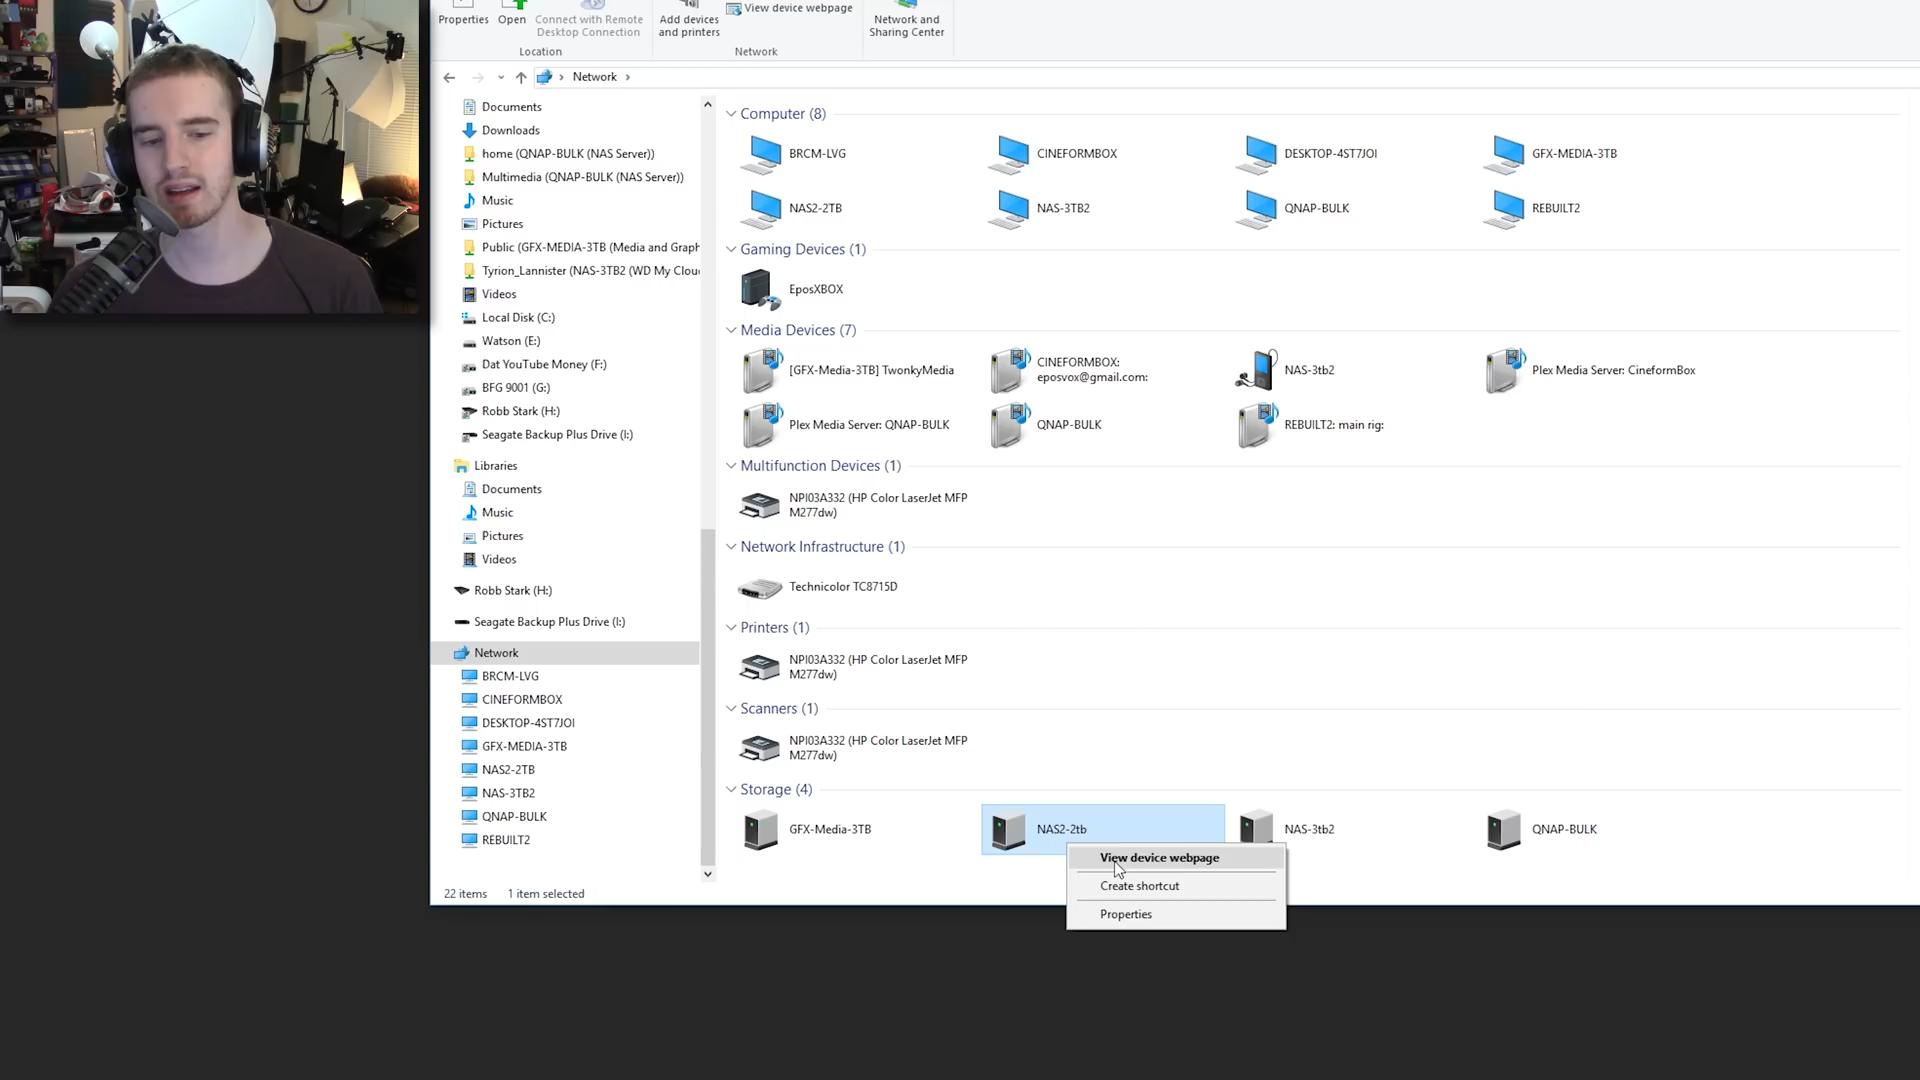 Properties
Open
Connect with Remote
Desktop Connection
Location
Add devices
and printers
View device webpage
Network
Network and
Sharing Center
Network
Documents
Downloads
home (QNAP-BULK (NAS Server))
Multimedia (QNAP-BULK (NAS Server))
Music
Pictures
Public (GFX-MEDIA-3TB (Media and Graph
Tyrion_Lannister (NAS-3TB2 (WD My Clou
Videos
Local Disk (C:)
Watson (E:)
Dat YouTube Money (F:)
BFG 9001 (G:)
Robb Stark (H:)
Seagate Backup Plus Drive (I:)
Libraries
Documents
Music
Pictures
Videos
Robb Stark (H:)
Seagate Backup Plus Drive (I:)
Network
BRCM-LVG
CINEFORMBOX
DESKTOP-4ST7JOI
GFX-MEDIA-3TB
NAS2-2TB
NAS-3TB2
QNAP-BULK
REBUILT2
Computer (8)
BRCM-LVG
CINEFORMBOX
DESKTOP-4ST7JOI
GFX-MEDIA-3TB
NAS2-2TB
NAS-3TB2
QNAP-BULK
REBUILT2
Gaming Devices (1)
EposXBOX
Media Devices (7)
[GFX-Media-3TB] TwonkyMedia
CINEFORMBOX:
eposvox@gmail.com:
NAS-3tb2
Plex Media Server: CineformBox
Plex Media Server: QNAP-BULK
QNAP-BULK
REBUILT2: main rig:
Multifunction Devices (1)
NPI03A332 (HP Color LaserJet MFP
M277dw)
Network Infrastructure (1)
Technicolor TC8715D
Printers (1)
NPI03A332 (HP Color LaserJet MFP
M277dw)
Scanners (1)
NPI03A332 (HP Color LaserJet MFP
M277dw)
Storage (4)
GFX-Media-3TB
NAS2-2tb
NAS-3tb2
QNAP-BULK
View device webpage
Create shortcut
Properties
22 items
1 item selected